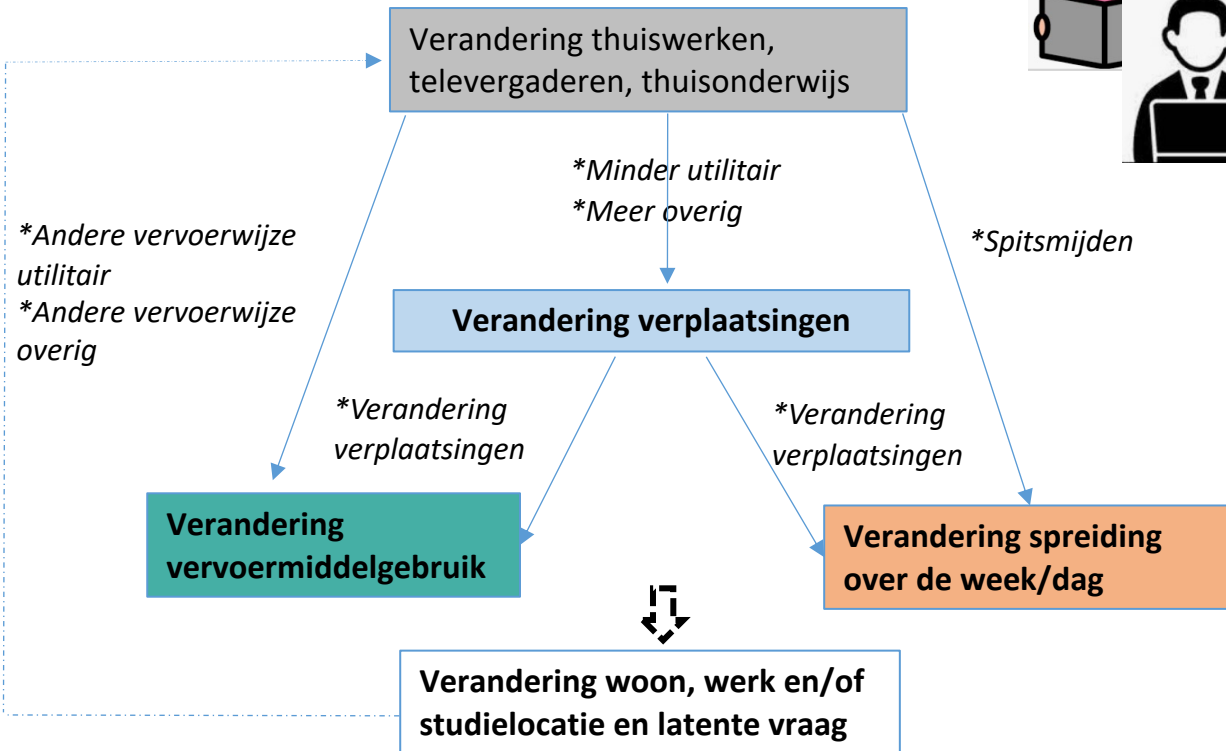 Verandering thuiswerken,
televergaderen, thuisonderwijs
*Minder utilitair
*Meer overig
*Andere vervoerwijze
utilitair
*Andere vervoerwijze
overig
*Spitsmijden
Verandering verplaatsingen
*Verandering
verplaatsingen
*Verandering
verplaatsingen
Verandering
vervoermiddelgebruik
Verandering spreiding
over de week/dag
Verandering woon, werk en/of
studielocatie en latente vraag